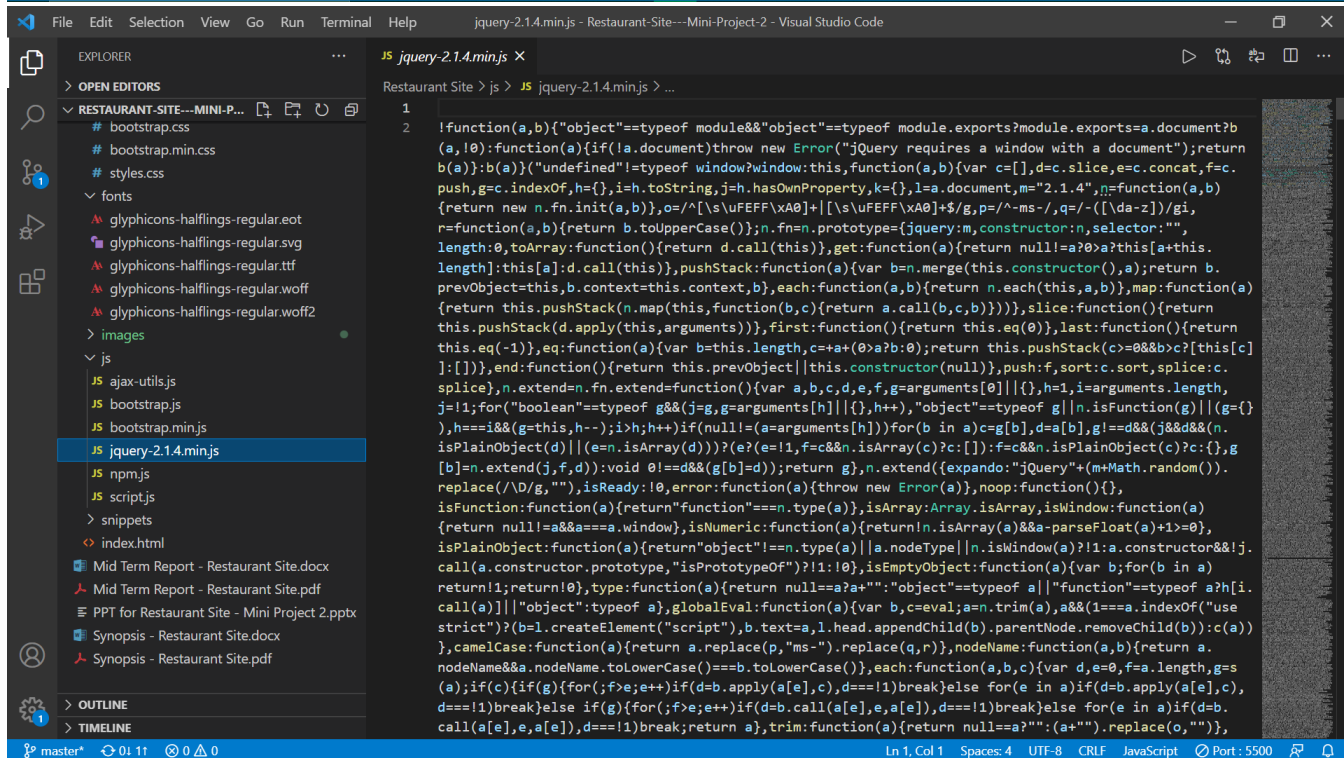 File Edit Selection View Go Run Terminal Help jquery-2.1.4.min.js - Restaurant-Site---Mini-Project-2 - Visual Studio Code
EXPLORER
OPEN EDITORS
RESTAURANT-SITE---MINI-P...
# bootstrap.css
# bootstrap.min.css
# styles.css
fonts
glyphicons-halflings-regular.eot
glyphicons-halflings-regular.svg
glyphicons-halflings-regular.ttf
glyphicons-halflings-regular.woff
glyphicons-halflings-regular.woff2
images
js
JS ajax-utils.js
JS bootstrap.js
JS bootstrap.min.js
JS jquery-2.1.4.min.js
JS npm.js
JS script.js
snippets
<> index.html
Mid Term Report - Restaurant Site.docx
Mid Term Report - Restaurant Site.pdf
PPT for Restaurant Site - Mini Project 2.pptx
Synopsis - Restaurant Site.docx
Synopsis - Restaurant Site.pdf
OUTLINE
TIMELINE
1
1
JS jquery-2.1.4.min.js ×
Restaurant Site > js > JS jquery-2.1.4.min.js > ...
1
2 !function(a,b){"object"==typeof module&&"object"==typeof module.exports?module.exports=a.document?b
(a,!0):function(a){if(!a.document)throw new Error("jQuery requires a window with a document");return
b(a)}:b(a)}("undefined"!=typeof window?window:this,function(a,b){var c=[],d=c.slice,e=c.concat,f=c.
push,g=c.indexOf,h={},i=h.toString,j=h.hasOwnProperty,k={},l=a.document,m="2.1.4",n=function(a,b)
{return new n.fn.init(a,b)},o=/^[\s\uFEFF\xA0]+|[\s\uFEFF\xA0]+$/g,p=/^-ms-/,q=/-([\da-z])/gi,
r=function(a,b){return b.toUpperCase()};n.fn=n.prototype={jquery:m,constructor:n,selector:"",
length:0,toArray:function(){return d.call(this)},get:function(a){return null!=a?0>a?this[a+this.
length]:this[a]:d.call(this)},pushStack:function(a){var b=n.merge(this.constructor(),a);return b.
prevObject=this,b.context=this.context,b},each:function(a,b){return n.each(this,a,b)},map:function(a)
{return this.pushStack(n.map(this,function(b,c){return a.call(b,c,b)}))},slice:function(){return
this.pushStack(d.apply(this,arguments))},first:function(){return this.eq(0)},last:function(){return
this.eq(-1)},eq:function(a){var b=this.length,c=+a+(0>a?b:0);return this.pushStack(c>=0&&b>c?[this[c]
]:[])},end:function(){return this.prevObject||this.constructor(null)},push:f,sort:c.sort,splice:c.
splice},n.extend=n.fn.extend=function(){var a,b,c,d,e,f,g=arguments[0]||{},h=1,i=arguments.length,
j=!1;for("boolean"==typeof g&&(j=g,g=arguments[h]||{},h++),"object"==typeof g||n.isFunction(g)||(g={}
),h===i&&(g=this,h--);i>h;h++)if(null!=(a=arguments[h]))for(b in a)c=g[b],d=a[b],g!==d&&(j&&d&&(n.
isPlainObject(d)||(e=n.isArray(d)))?(e?(e=!1,f=c&&n.isArray(c)?c:[]):f=c&&n.isPlainObject(c)?c:{},g
[b]=n.extend(j,f,d)):void 0!==d&&(g[b]=d));return g},n.extend({expando:"jQuery"+(m+Math.random()).
replace(/\D/g,""),isReady:!0,error:function(a){throw new Error(a)},noop:function(){},
isFunction:function(a){return"function"===n.type(a)},isArray:Array.isArray,isWindow:function(a)
{return null!=a&&a===a.window},isNumeric:function(a){return!n.isArray(a)&&a-parseFloat(a)+1>=0},
isPlainObject:function(a){return"object"!==n.type(a)||a.nodeType||n.isWindow(a)?!1:a.constructor&&!j.
call(a.constructor.prototype,"isPrototypeOf")?!1:!0},isEmptyObject:function(a){var b;for(b in a)
return!1;return!0},type:function(a){return null==a?a+"":"object"==typeof a||"function"==typeof a?h[i.
call(a)]||"object":typeof a},globalEval:function(a){var b,c=eval;a=n.trim(a),a&&(1===a.indexOf("use
strict")?(b=l.createElement("script"),b.text=a,l.head.appendChild(b).parentNode.removeChild(b)):c(a))
},camelCase:function(a){return a.replace(p,"ms-").replace(q,r)},nodeName:function(a,b){return a.
nodeName&&a.nodeName.toLowerCase()===b.toLowerCase()},each:function(a,b,c){var d,e=0,f=a.length,g=s
(a);if(c){if(g){for(;f>e;e++)if(d=b.apply(a[e],c),d===!1)break}else for(e in a)if(d=b.apply(a[e],c),
d===!1)break}else if(g){for(;f>e;e++)if(d=b.call(a[e],e,a[e]),d===!1)break}else for(e in a)if(d=b.
call(a[e],e,a[e]),d===!1)break;return a},trim:function(a){return null==a?"":(a+"").replace(o,"")},
master* 0↓ 1↑ 0 0 Ln 1, Col 1 Spaces: 4 UTF-8 CRLF JavaScript Port : 5500